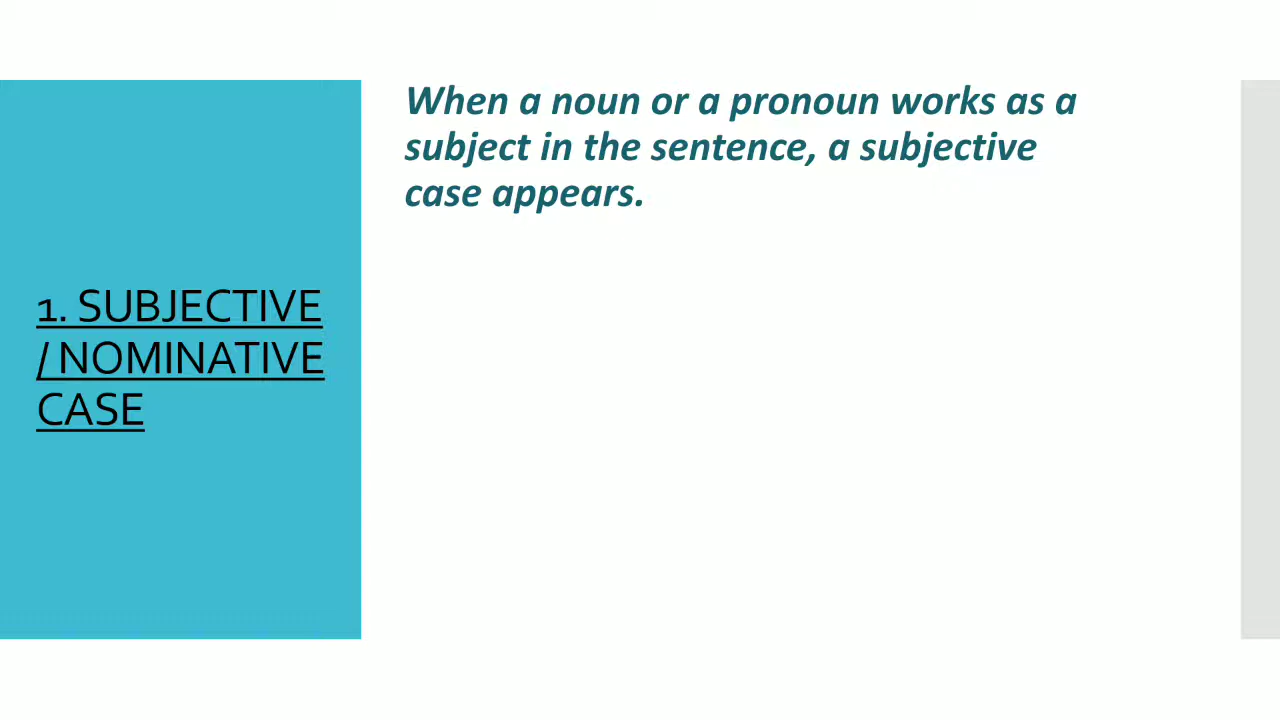 When a noun or a pronoun works as a
subject in the sentence, a subjective
case appears.
1. SUBJECTIVE
/ NOMINATIVE
CASE